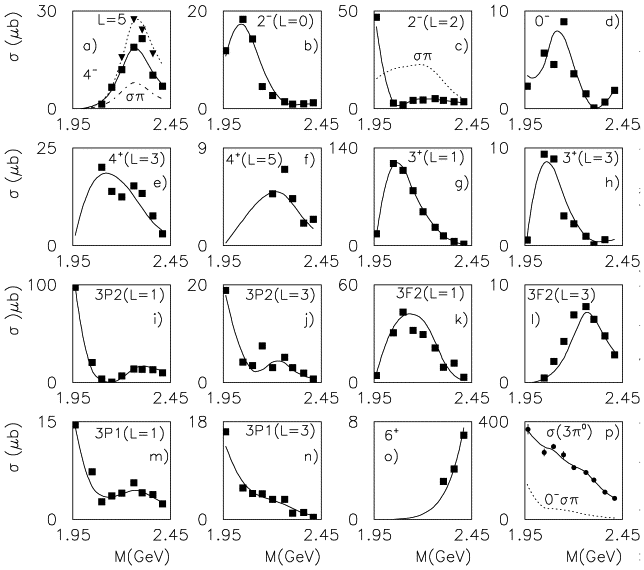 30 L=5 a) 4⁻ σπ 0 1.95 2.45 σ (μb)
20 2⁻(L=0) b) 0 1.95 2.45
50 2⁻(L=2) σπ c) 0 1.95 2.45
10 0⁻ d) 0 1.95 2.45
25 4⁺(L=3) e) 0 1.95 2.45 σ (μb)
9 4⁺(L=5) f) 0 1.95 2.45
140 3⁺(L=1) g) 0 1.95 2.45
10 3⁺(L=3) h) 0 1.95 2.45
100 3P2(L=1) i) 0 1.95 2.45 σ )μb)
20 3P2(L=3) j) 0 1.95 2.45
60 3F2(L=1) k) 0 1.95 2.45
10 3F2(L=3) l) 0 1.95 2.45
15 3P1(L=1) m) 0 1.95 2.45 σ (μb) M(GeV)
18 3P1(L=3) n) 0 1.95 2.45 M(GeV)
8 6⁺ o) 0 1.95 2.45 M(GeV)
400 σ(3π⁰) p) 0⁻σπ 0 1.95 2.45 M(GeV)